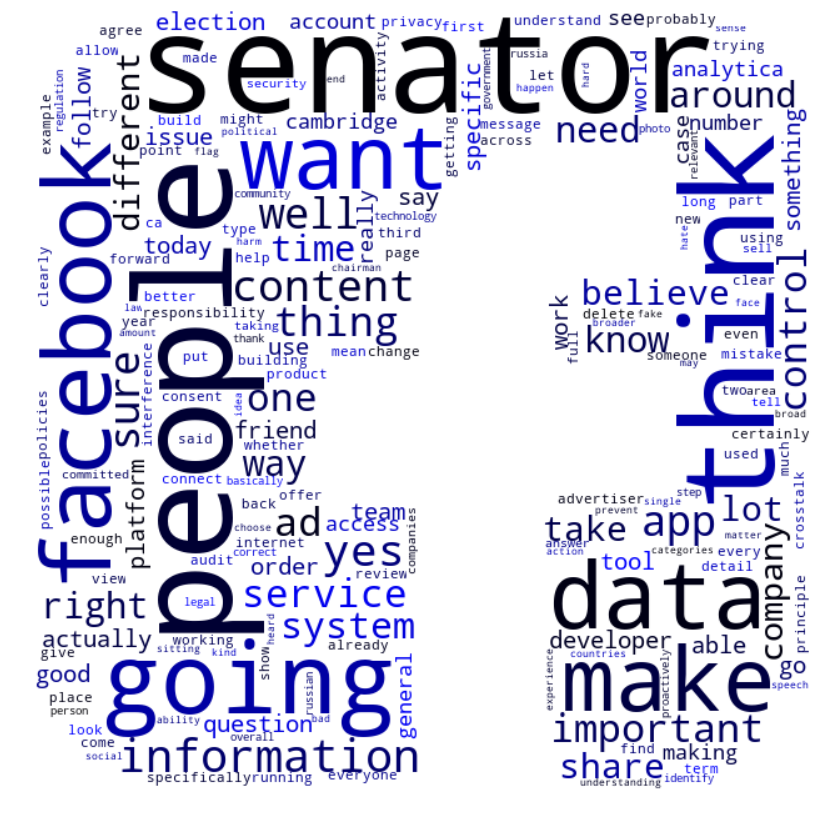 election account privacy first understand see probably
agree senator sense
allow made security end activity government russia let hard world trying
happen analytica
example regulation follow different try build might cambridge specific message need photo around
issue political across case number
point flag want getting relevant something
community people well really say technology
facebook ca type harm time third long part new
today page think hate using sell
clearly forward help chairman
content believe clear
better law responsibility thing work delete fake face control
year amount taking thank broader know even
sure interference put use mean change full someone may mistake
building product
consent idea one two area tell broad
said friend
whether way certainly
possible policies committed connect basically used much
platform offer step
back ad team advertiser single app lot crosstalk
enough choose access take prevent
internet correct yes companies answer matter
audit order action categories every company
view review tool detail
right legal service data principle
heard system
actually working already developer able
give sitting kind show countries
good going general experience make proactively go
place speech
person ability russian
look question bad important
come overall
social information find making
share term
specifically running everyone understanding identify